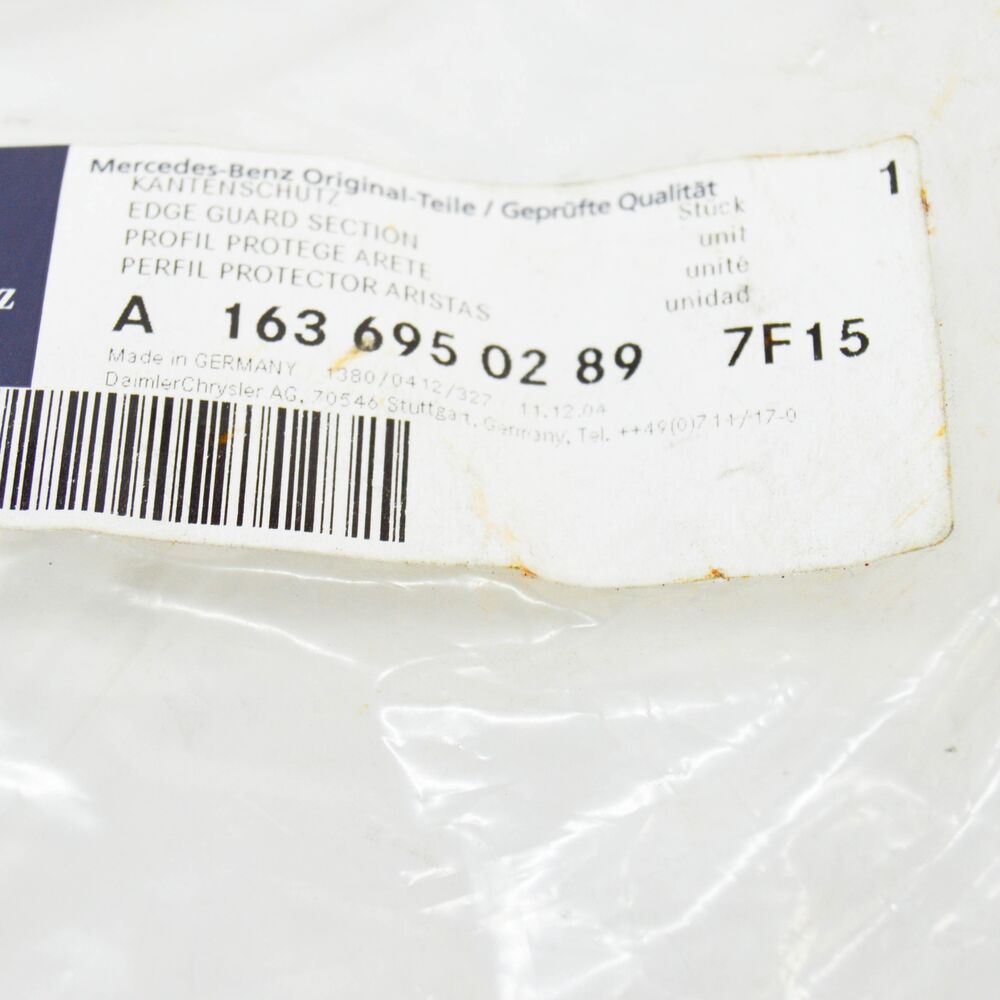 Mercedes-Benz Original-Teile / Geprüfte Qualität
1
KANTENSCHUTZ Stück
EDGE GUARD SECTION unit
PROFIL PROTEGE ARETE unité
PERFIL PROTECTOR ARISTAS unidad
z
A 163 695 02 89 7F15
Made in GERMANY 1380/0412/327 11.12.04
DaimlerChrysler AG, 70546 Stuttgart, Germany, Tel. ++49(0)711/17-0